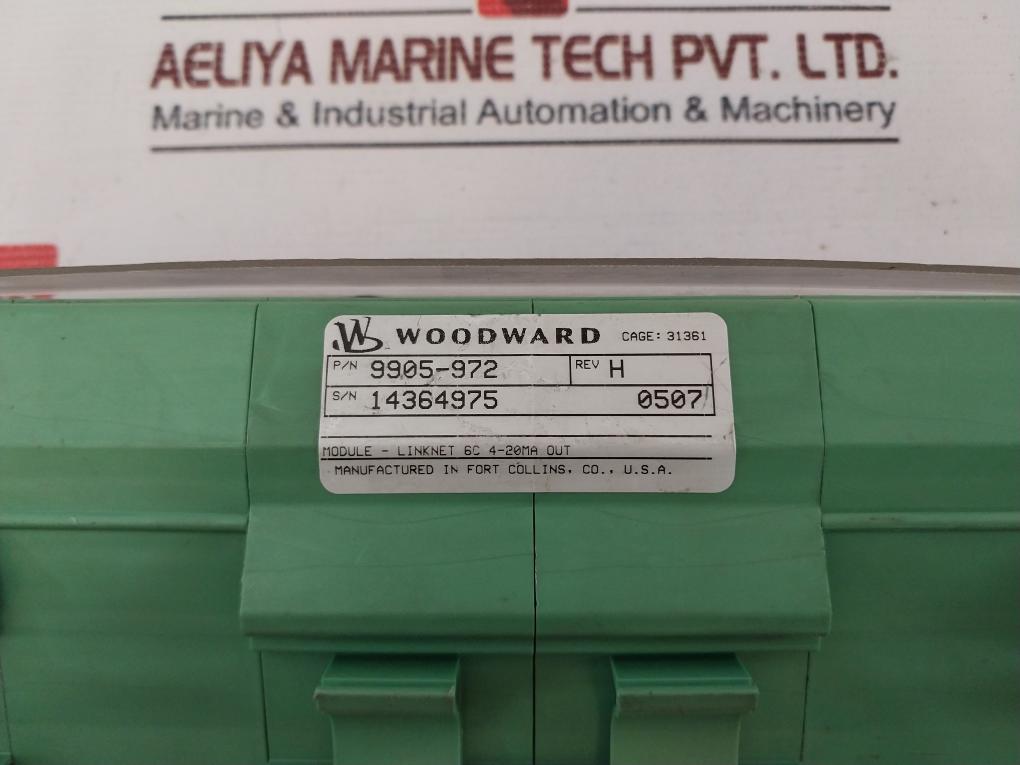 AELIYA MARINE TECH PVT. LTD.
Marine & Industrial Automation & Machinery
WOODWARD CAGE: 31361
P/N 9905-972 REV H
S/N 14364975 0507
MODULE - LINKNET 6C 4-20MA OUT
MANUFACTURED IN FORT COLLINS, CO., U.S.A.